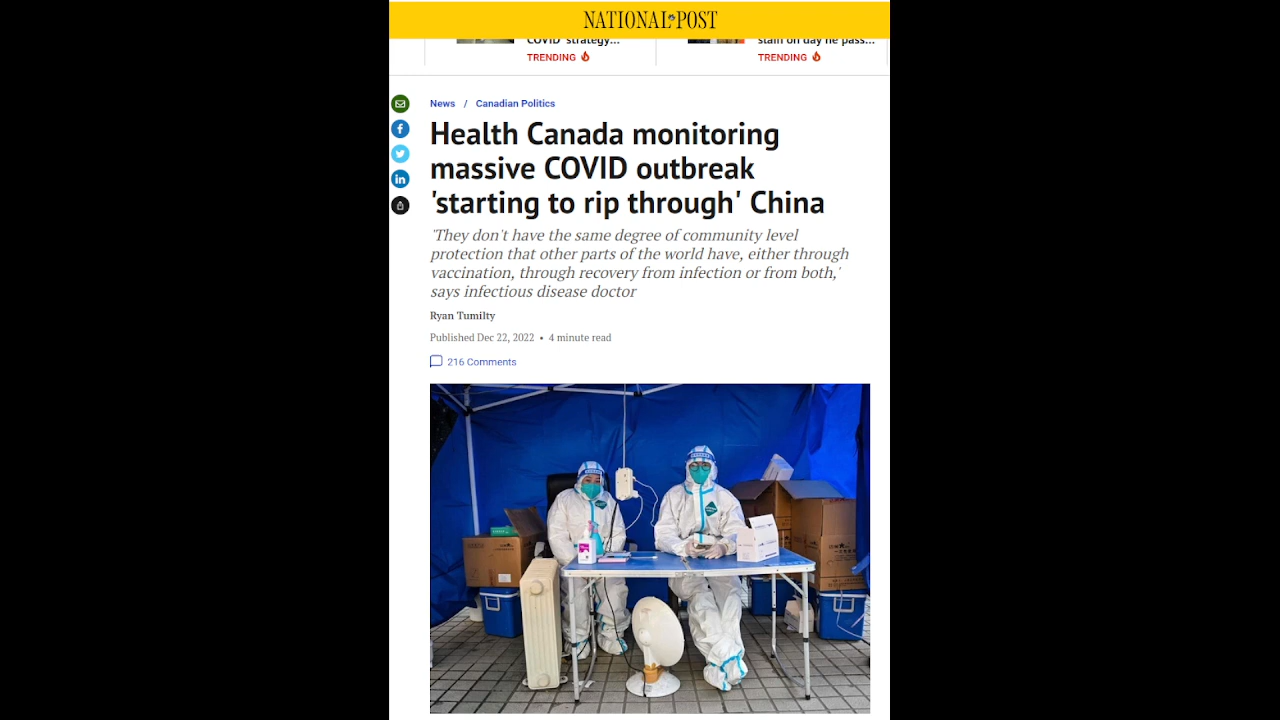 NATIONAL POST
COVID strategy...
stain on day he pass...
TRENDING
TRENDING
News / Canadian Politics
Health Canada monitoring
massive COVID outbreak
'starting to rip through' China
'They don't have the same degree of community level
protection that other parts of the world have, either through
vaccination, through recovery from infection or from both,'
says infectious disease doctor
Ryan Tumilty
Published Dec 22, 2022 • 4 minute read
216 Comments